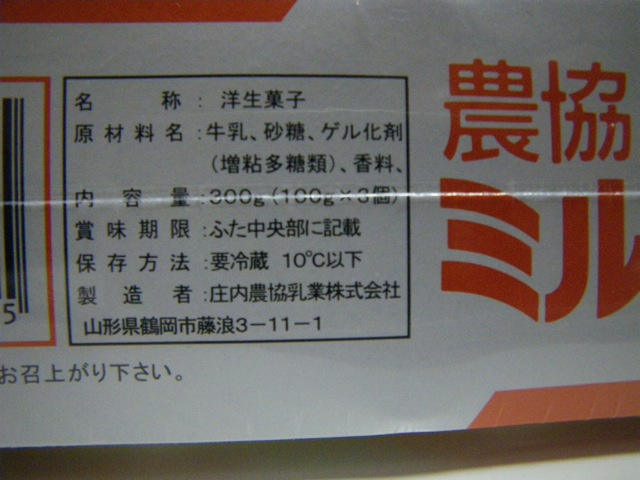 名称:洋生菓子
原材料名:牛乳、砂糖、ゲル化剤
(増粘多糖類)、香料、
内容量:300g(100g×3個)
賞味期限:ふた中央部に記載
保存方法:要冷蔵 10℃以下
製造者:庄内農協乳業株式会社
山形県鶴岡市藤浪3-11-1
お召上がり下さい。
5
農協
ミル